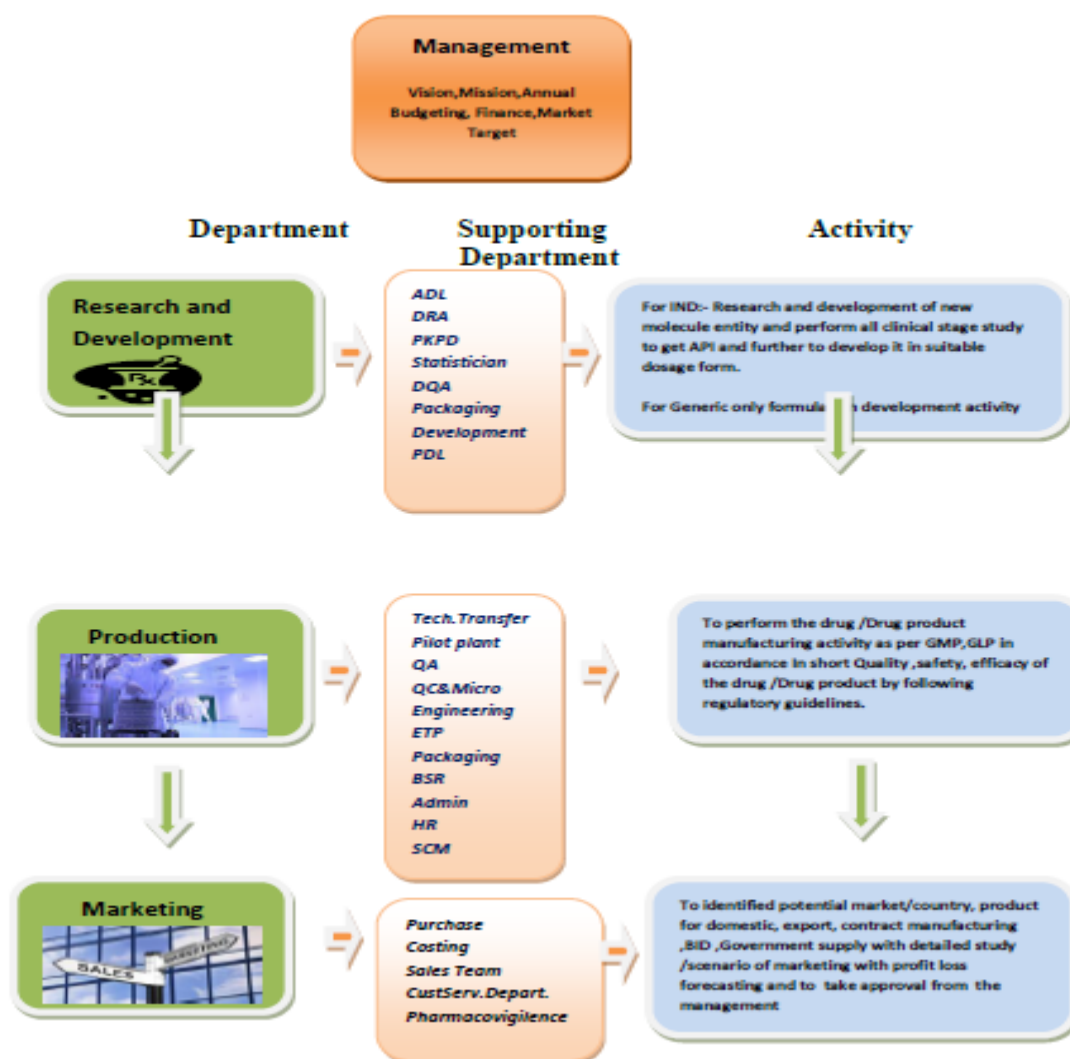 Management
Vision,Mission,Annual
Budgeting, Finance,Market
Target
Department
Supporting
Department
Activity
Research and
Development
Rx
ADL
DRA
PKPD
Statistician
DQA
Packaging
Development
PDL
For IND:- Research and development of new
molecule entity and perform all clinical stage study
to get API and further to develop it in suitable
dosage form.
For Generic only development activity
Production
Tech.Transfer
Pilot plant
QA
QC&Micro
Engineering
ETP
Packaging
BSR
Admin
HR
SCM
To perform the drug /Drug product
manufacturing activity as per GMP,GLP in
accordance In short Quality ,safety, efficacy of
the drug /Drug product by following
regulatory guidelines.
Marketing
MARKETING
SALES
Purchase
Costing
Sales Team
CustServ.Depart.
Pharmacovigilence
To identified potential market/country, product
for domestic, export, contract manufacturing
,BID ,Government supply with detailed study
/scenario of marketing with profit loss
forecasting and to take approval from the
management